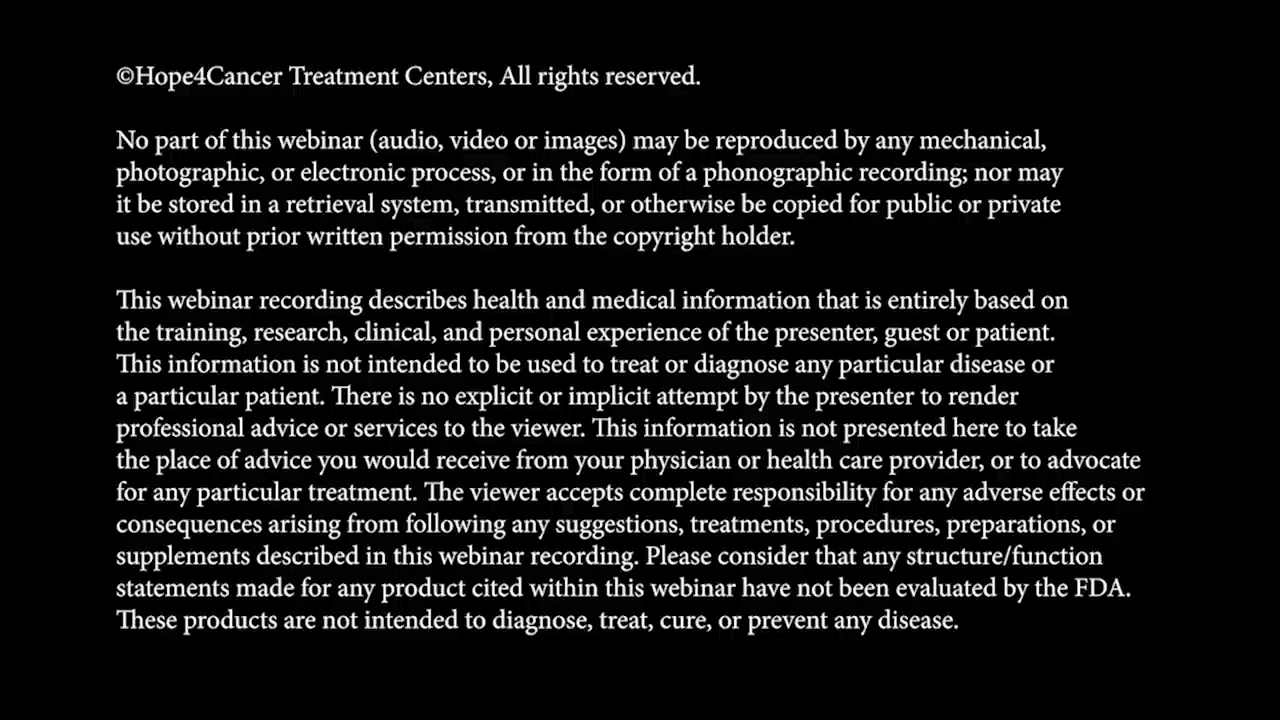 ©Hope4Cancer Treatment Centers, All rights reserved.
No part of this webinar (audio, video or images) may be reproduced by any mechanical,
photographic, or electronic process, or in the form of a phonographic recording; nor may
it be stored in a retrieval system, transmitted, or otherwise be copied for public or private
use without prior written permission from the copyright holder.
This webinar recording describes health and medical information that is entirely based on
the training, research, clinical, and personal experience of the presenter, guest or patient.
This information is not intended to be used to treat or diagnose any particular disease or
a particular patient. There is no explicit or implicit attempt by the presenter to render
professional advice or services to the viewer. This information is not presented here to take
the place of advice you would receive from your physician or health care provider, or to advocate
for any particular treatment. The viewer accepts complete responsibility for any adverse effects or
consequences arising from following any suggestions, treatments, procedures, preparations, or
supplements described in this webinar recording. Please consider that any structure/function
statements made for any product cited within this webinar have not been evaluated by the FDA.
These products are not intended to diagnose, treat, cure, or prevent any disease.